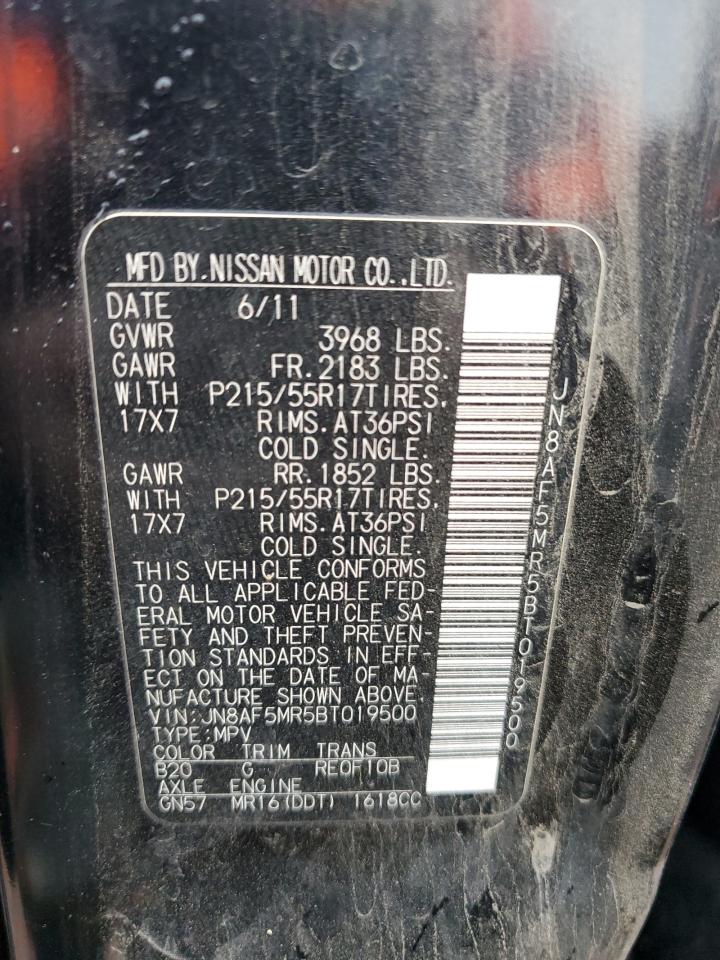 MFD BY.NISSAN MOTOR CO.,LTD.
DATE 6/11
GVWR 3968 LBS.
GAWR FR.2183 LBS.
WITH P215/55R17TIRES,
17X7 RIMS.AT36PSI
COLD SINGLE.
GAWR RR.1852 LBS.
WITH P215/55R17TIRES,
17X7 RIMS.AT36PSI
COLD SINGLE.
THIS VEHICLE CONFORMS
TO ALL APPLICABLE FED-
ERAL MOTOR VEHICLE SA-
FETY AND THEFT PREVEN-
TION STANDARDS IN EFF-
ECT ON THE DATE OF MA-
NUFACTURE SHOWN ABOVE.
VIN:JN8AF5MR5BT019500
TYPE:MPV
COLOR TRIM TRANS
B20 G RE0F10B
AXLE ENGINE
GN57 MR16(DDT) 1618CC
JN8AF5MR5BT019500